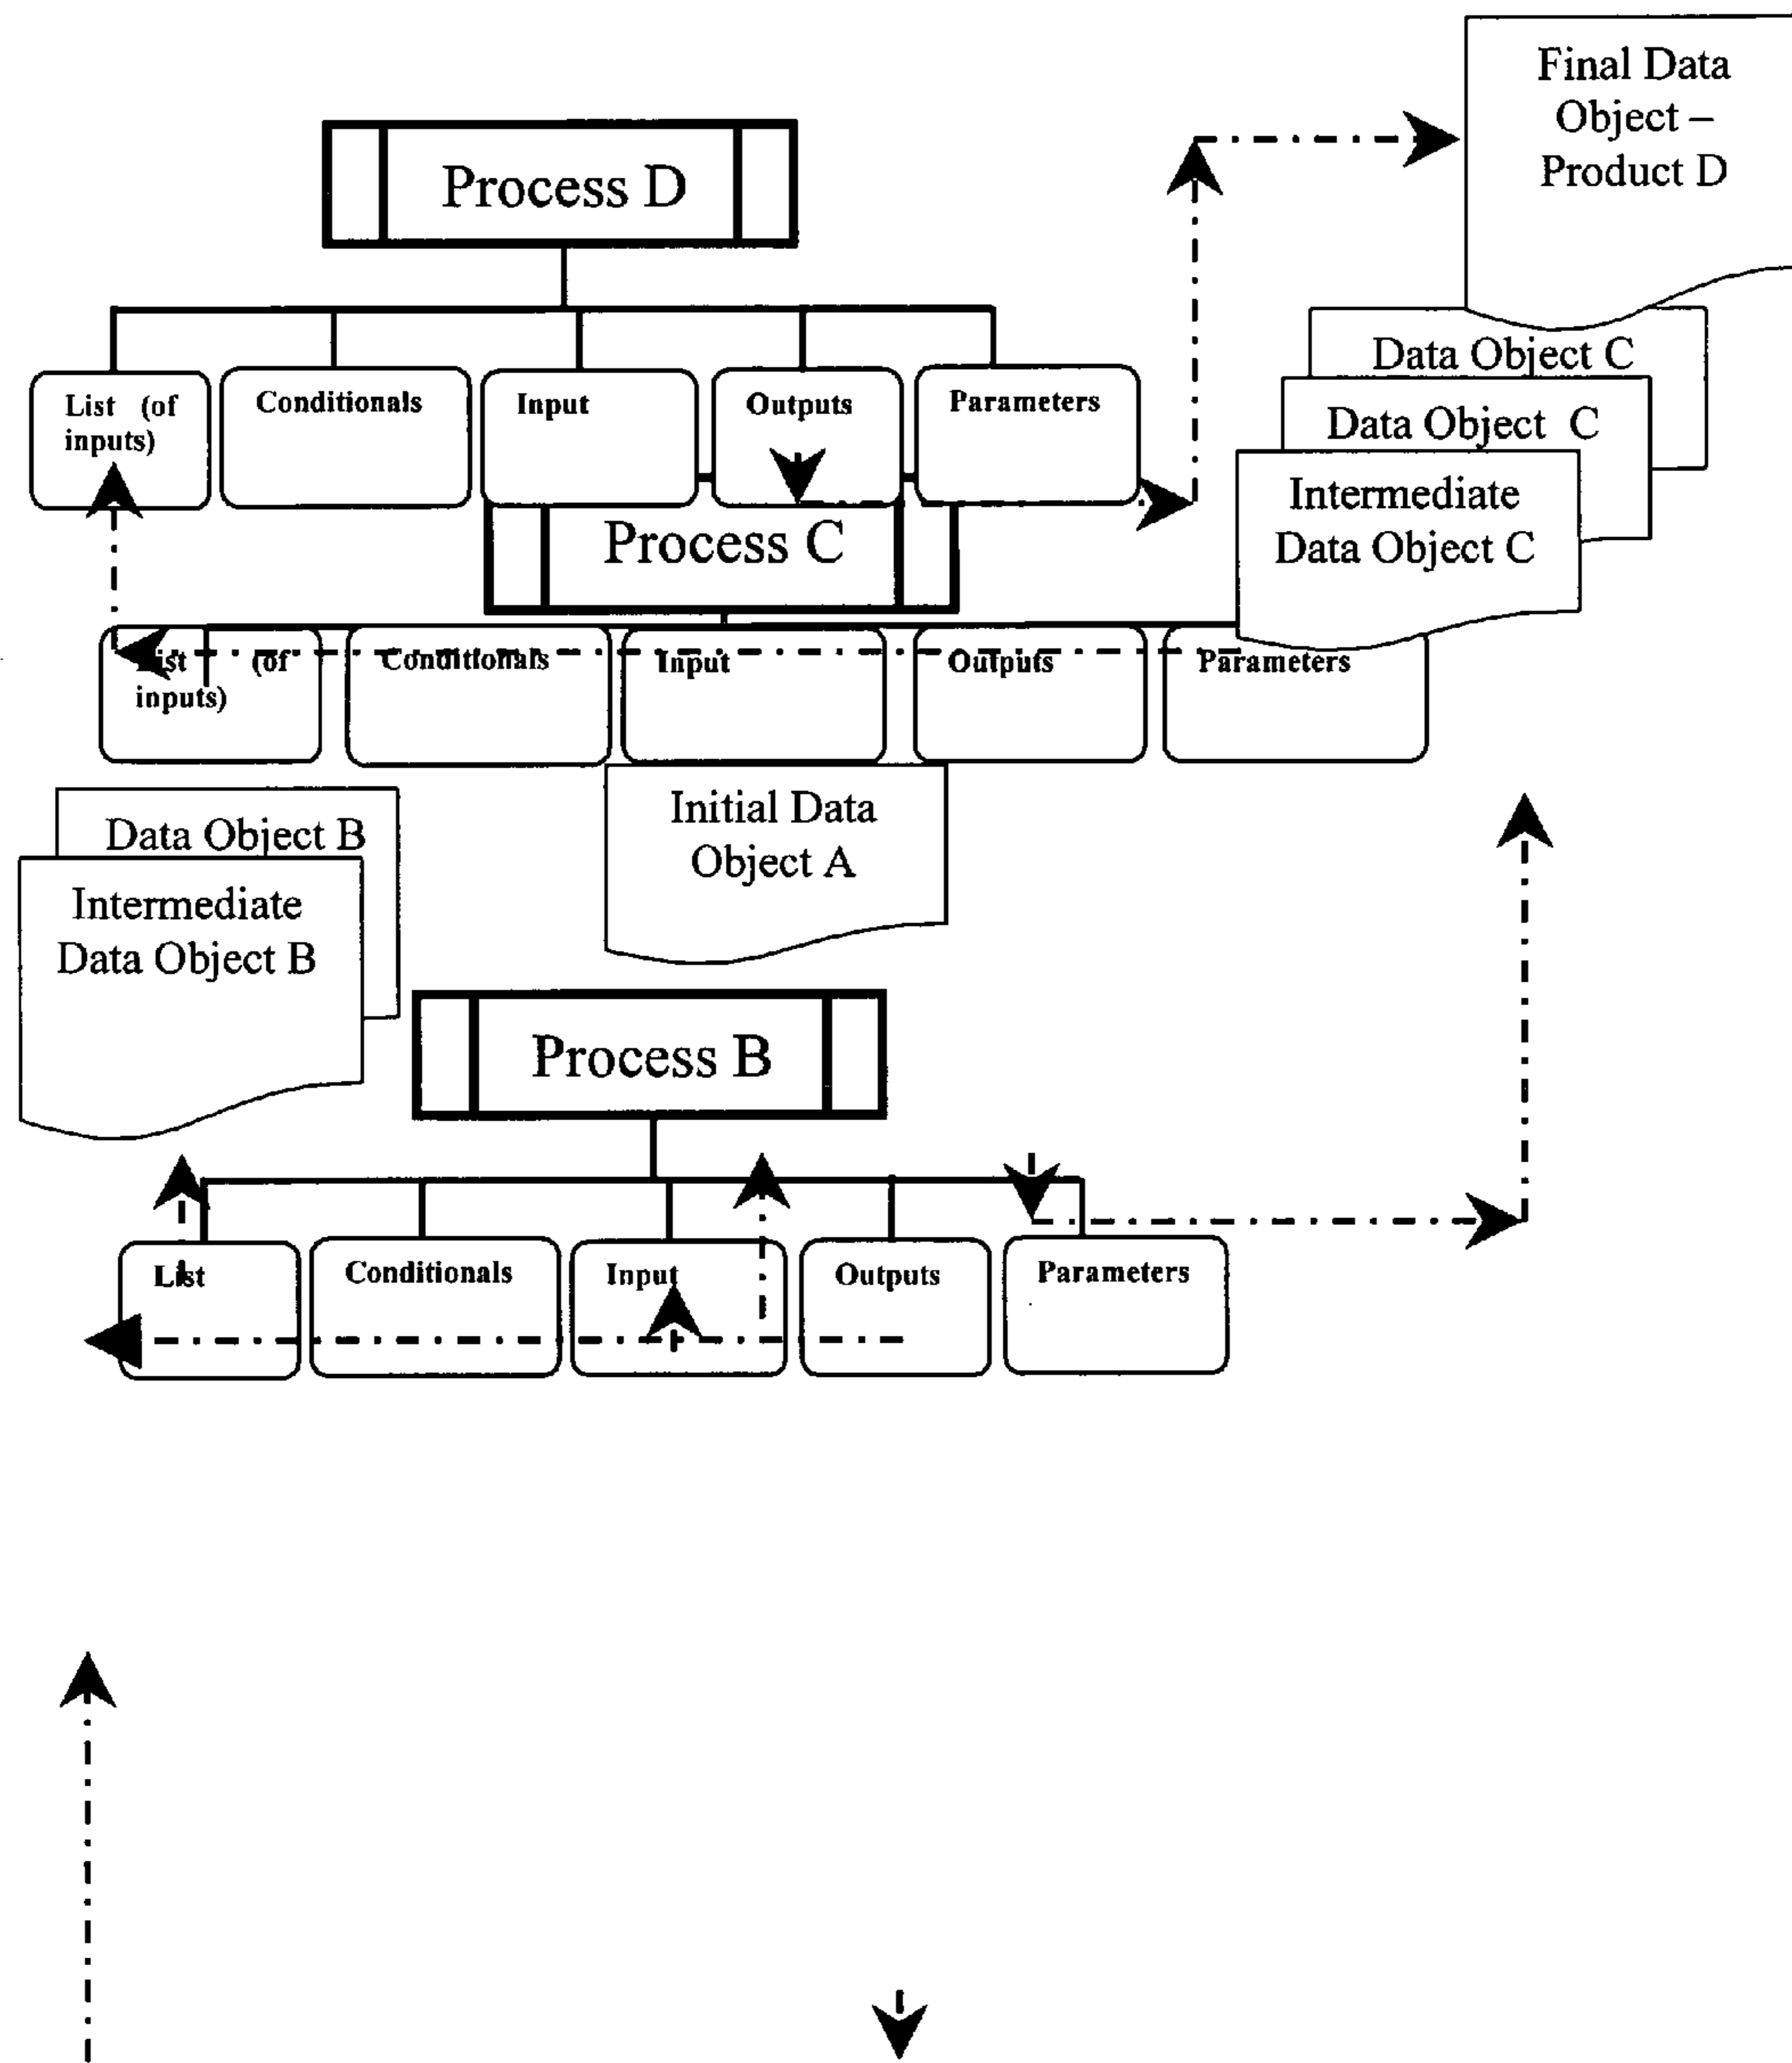 Final Data
Object –
Product D
Process D
Data Object C
List (of
inputs)
Conditionals
Input
Outputs
Parameters
Data Object C
Intermediate
Data Object C
Process C
List (of
inputs)
Conditionals
Input
Outputs
Parameters
Data Object B
Intermediate
Data Object B
Initial Data
Object A
Process B
List
Conditionals
Input
Outputs
Parameters